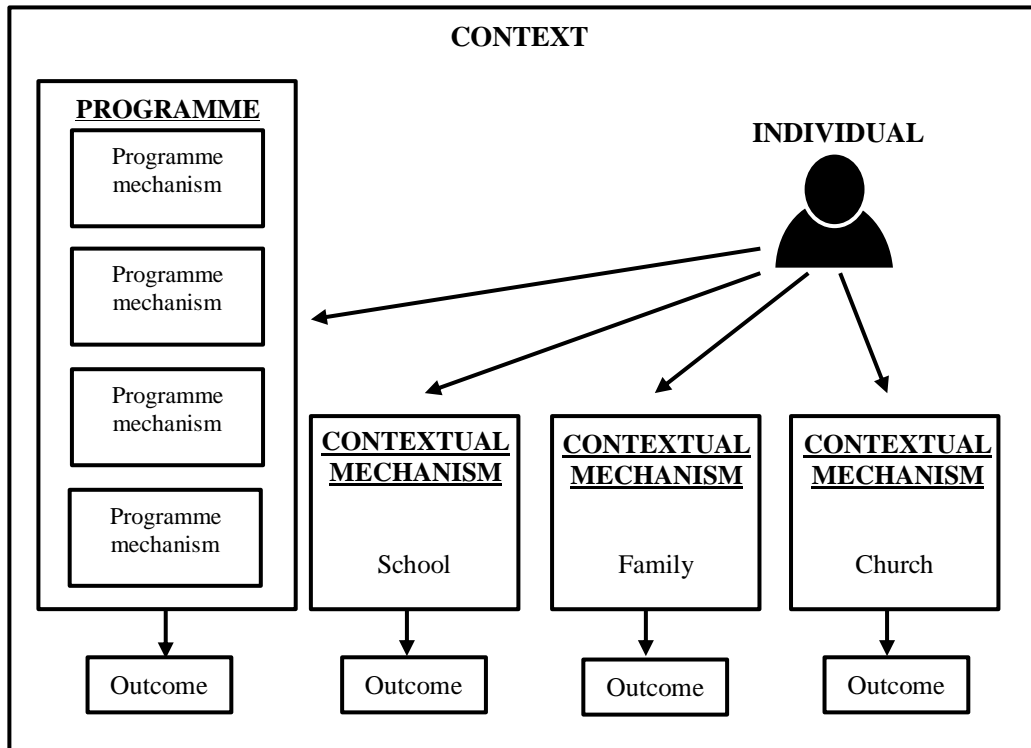 CONTEXT
PROGRAMME
Programme
mechanism
Programme
mechanism
Programme
mechanism
Programme
mechanism
Outcome
INDIVIDUAL
CONTEXTUAL
MECHANISM
School
Outcome
CONTEXTUAL
MECHANISM
Family
Outcome
CONTEXTUAL
MECHANISM
Church
Outcome